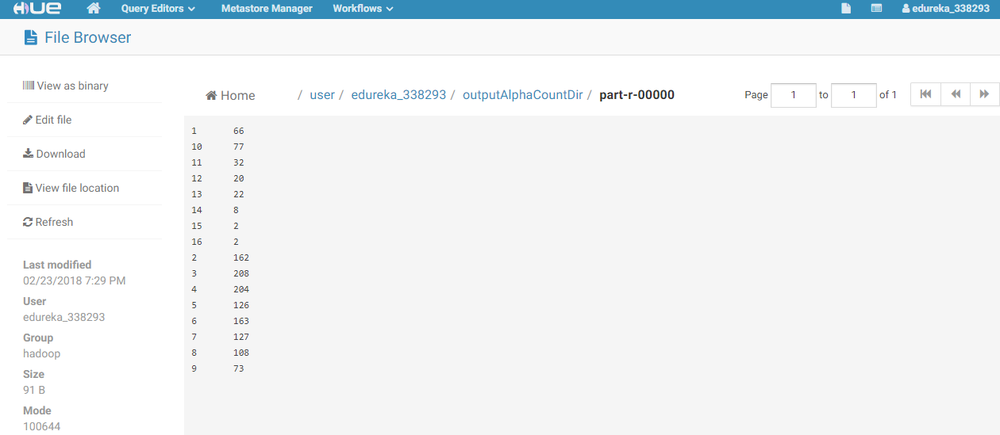 HUE Query Editors Metastore Manager Workflows edureka_338293
File Browser
View as binary
Edit file
Download
View file location
Refresh
Last modified
02/23/2018 7:29 PM
User
edureka_338293
Group
hadoop
Size
91 B
Mode
100644
Home / user / edureka_338293 / outputAlphaCountDir / part-r-00000
Page 1 to 1 of 1
1 66
10 77
11 32
12 20
13 22
14 8
15 2
16 2
2 162
3 208
4 204
5 126
6 163
7 127
8 108
9 73